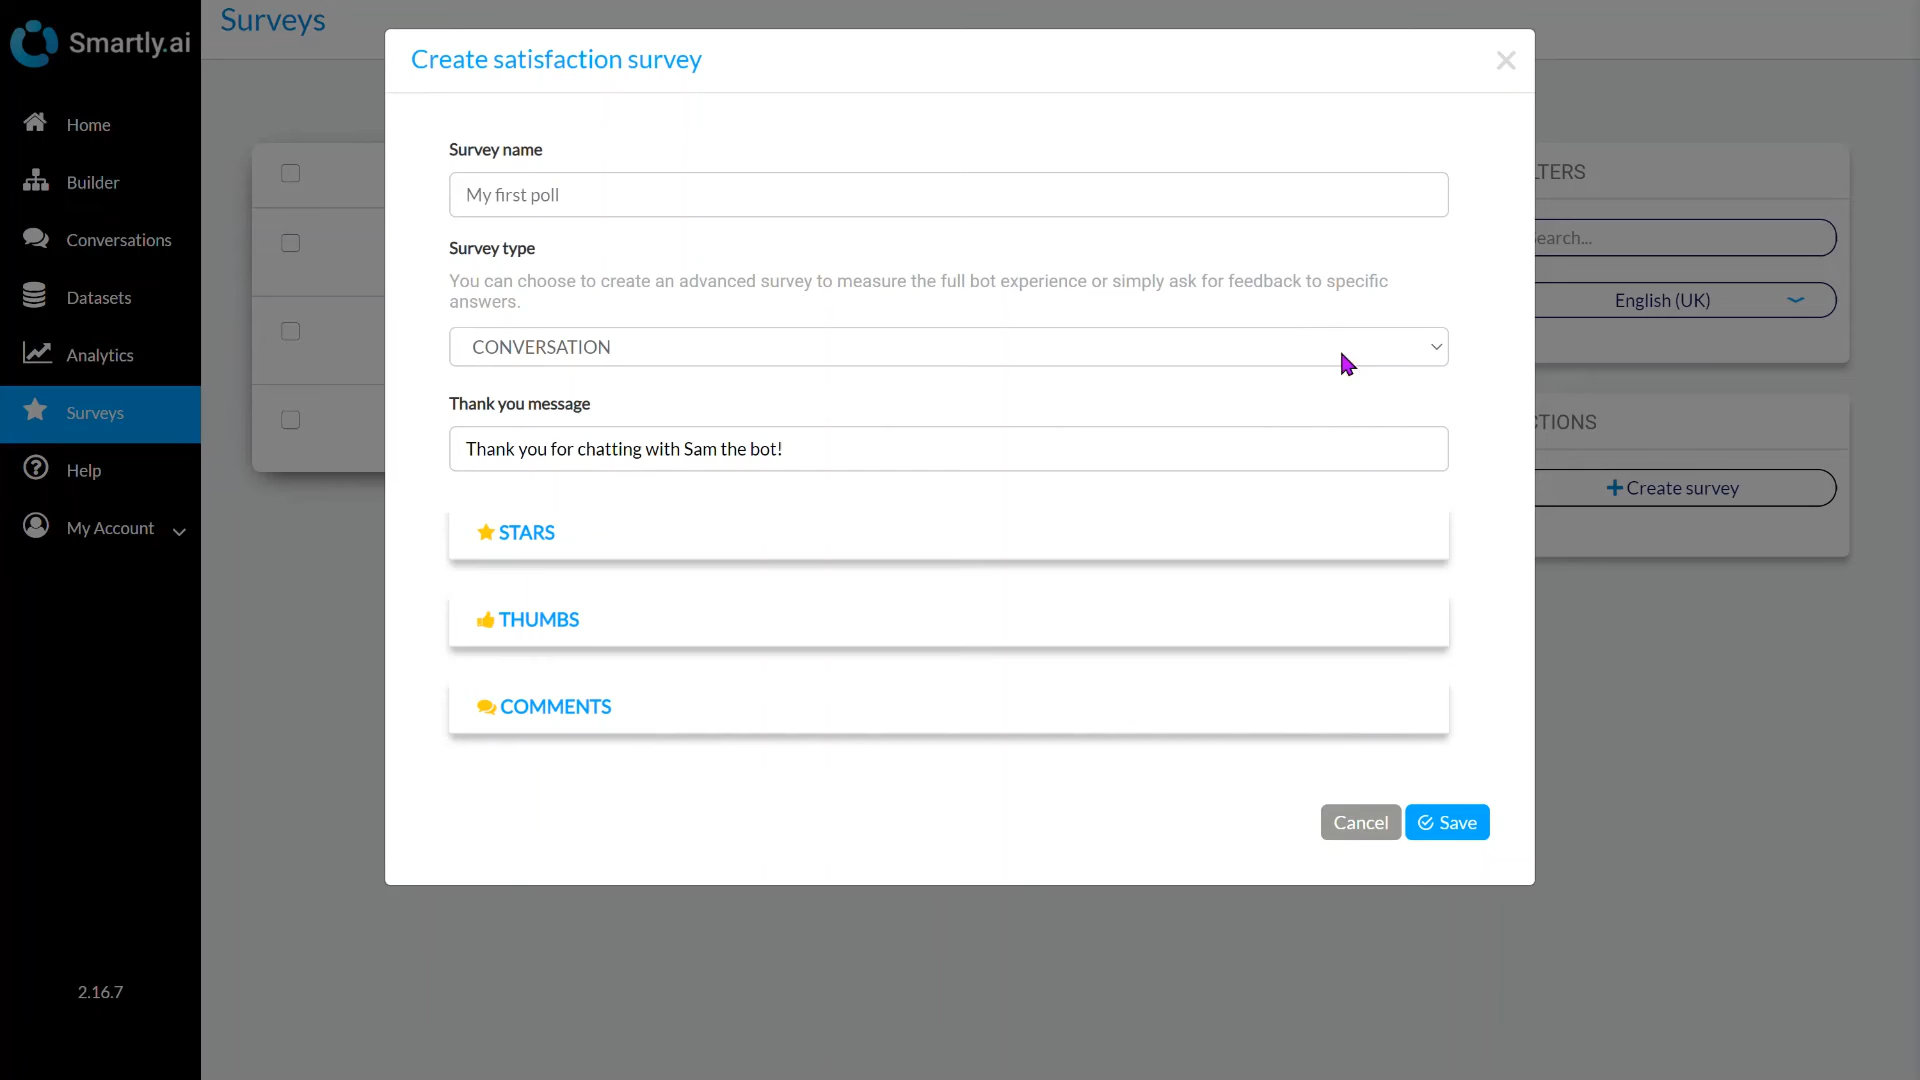 Smartly.ai
Home
Builder
Conversations
Datasets
Analytics
Surveys
Help
My Account
2.16.7
Surveys
Create satisfaction survey
Survey name
My first poll
Survey type
You can choose to create an advanced survey to measure the full bot experience or simply ask for feedback to specific
answers.
CONVERSATION
Thank you message
Thank you for chatting with Sam the bot!
STARS
THUMBS
COMMENTS
Cancel
Save
LTERS
earch...
English (UK)
CTIONS
Create survey